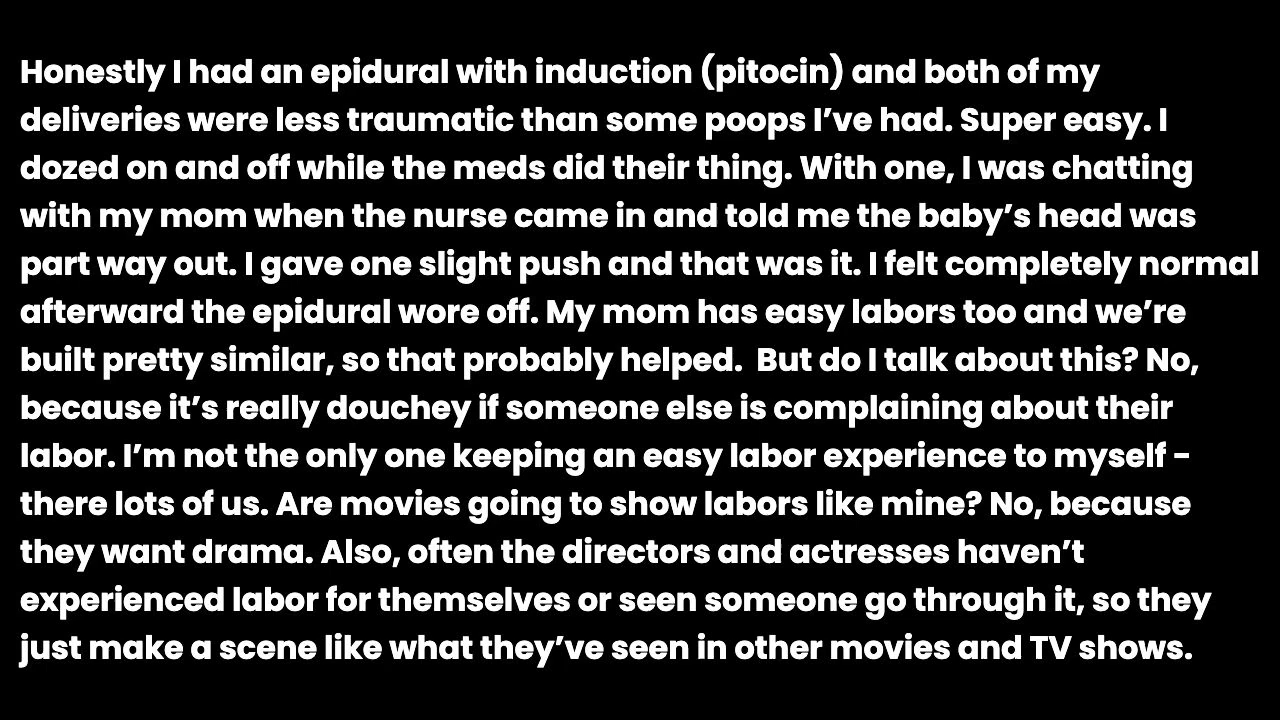 Honestly I had an epidural with induction (pitocin) and both of my
deliveries were less traumatic than some poops I’ve had. Super easy. I
dozed on and off while the meds did their thing. With one, I was chatting
with my mom when the nurse came in and told me the baby’s head was
part way out. I gave one slight push and that was it. I felt completely normal
afterward the epidural wore off. My mom has easy labors too and we’re
built pretty similar, so that probably helped.  But do I talk about this? No,
because it’s really douchey if someone else is complaining about their
labor. I’m not the only one keeping an easy labor experience to myself -
there lots of us. Are movies going to show labors like mine? No, because
they want drama. Also, often the directors and actresses haven’t
experienced labor for themselves or seen someone go through it, so they
just make a scene like what they’ve seen in other movies and TV shows.